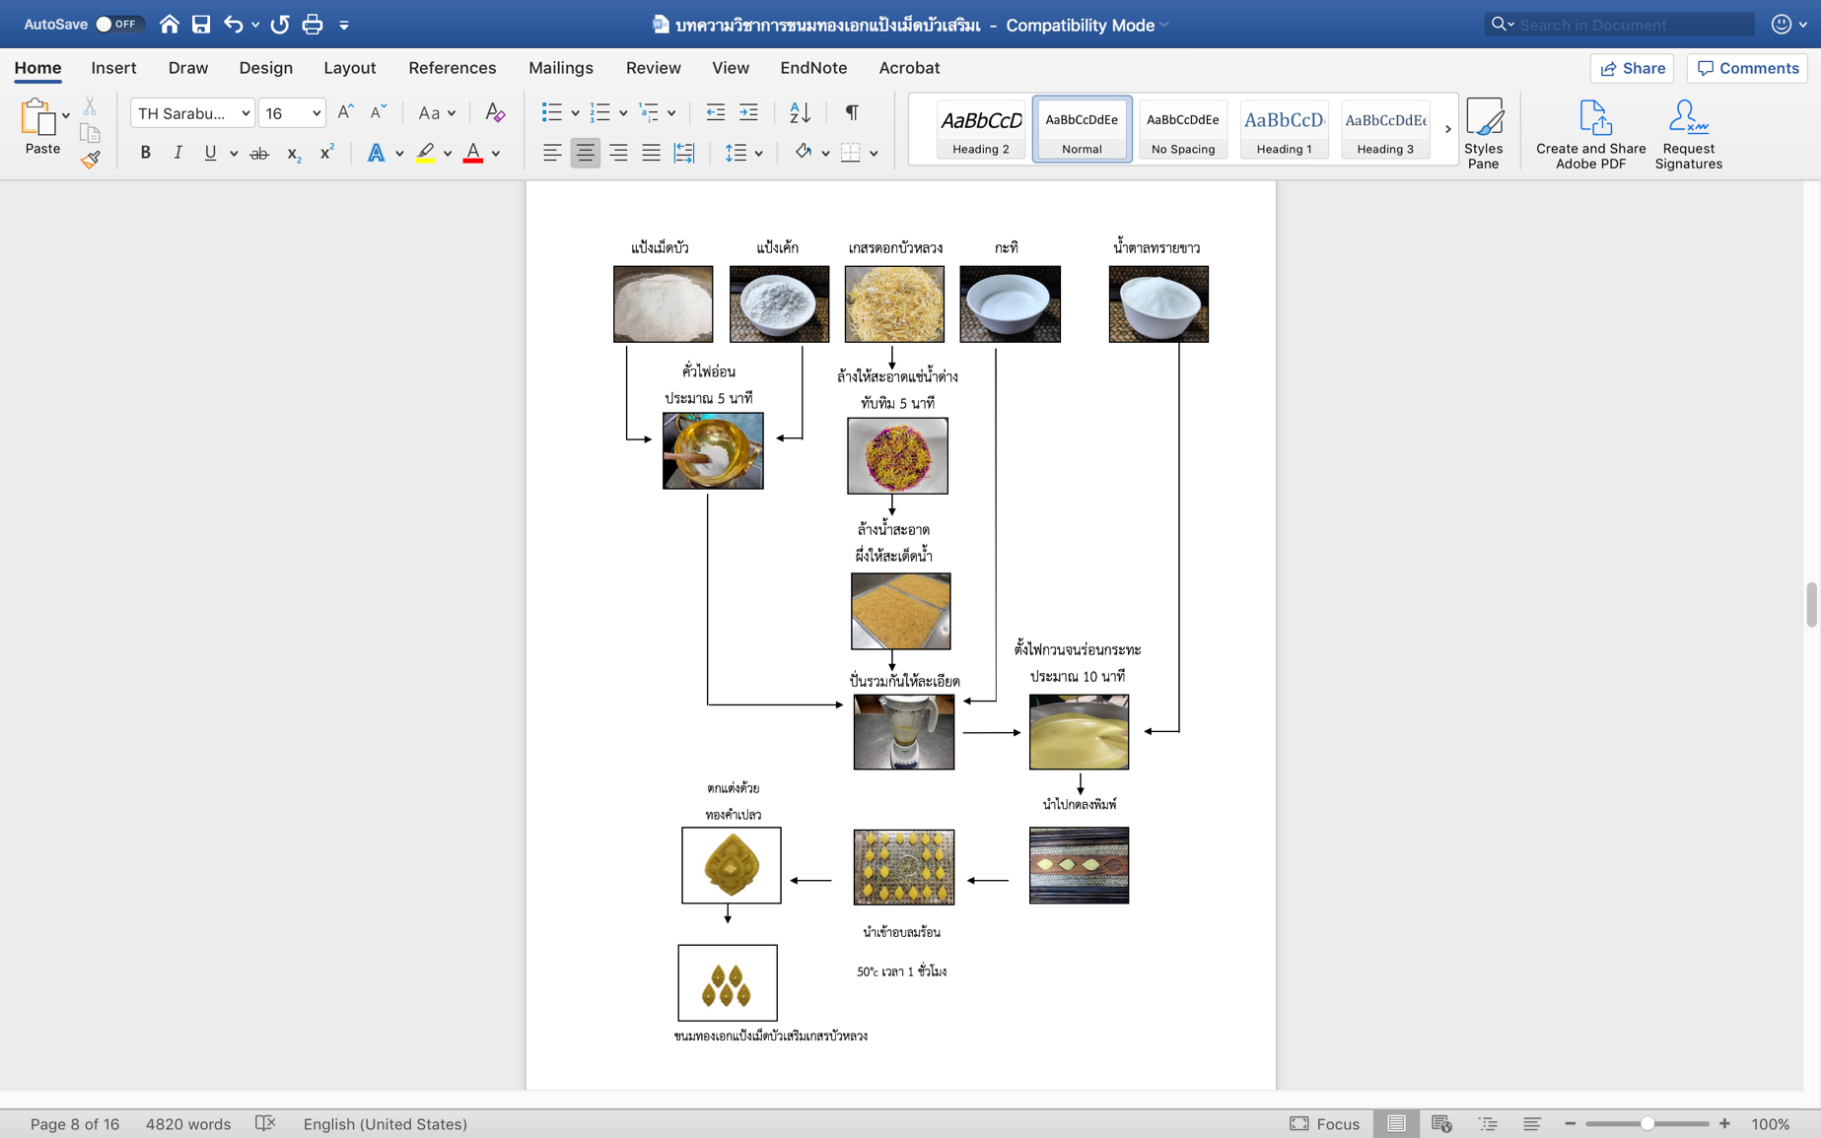 AutoSave OFF
บทความวิชาการขนมทองเอกแป้งเม็ดบัวเสริมเ - Compatibility Mode
Search in Document
Home Insert Draw Design Layout References Mailings Review View EndNote Acrobat
Share Comments
Paste
TH Sarabu... 16
AaBbCcD Heading 2
AaBbCcDdEe Normal
AaBbCcDdEe No Spacing
AaBbCcD Heading 1
AaBbCcDdEe Heading 3
Styles Pane
Create and Share Adobe PDF
Request Signatures
แป้งเม็ดบัว แป้งเค้ก เกสรดอกบัวหลวง กะทิ น้ำตาลทรายขาว
คั่วไฟอ่อน
ประมาณ 5 นาที
ล้างให้สะอาดแช่น้ำด่าง
ทับทิม 5 นาที
ล้างน้ำสะอาด
ผึ่งให้สะเด็ดน้ำ
ตั้งไฟกวนจนร่อนกระทะ
ประมาณ 10 นาที
ปั่นรวมกันให้ละเอียด
นำไปกดลงพิมพ์
ตกแต่งด้วย
ทองคำเปลว
นำเข้าอบลมร้อน
50°c เวลา 1 ชั่วโมง
ขนมทองเอกแป้งเม็ดบัวเสริมเกสรบัวหลวง
Page 8 of 16 4820 words English (United States) Focus 100%